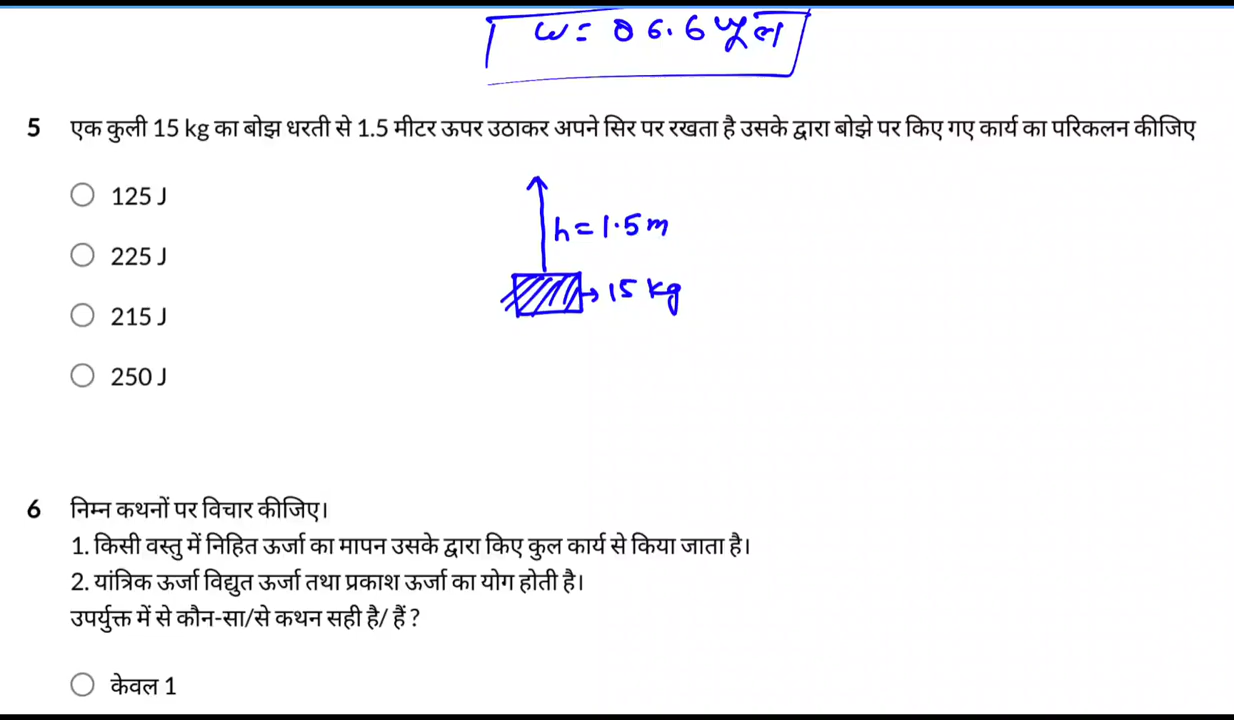 ω = 86.6 जूल
5 एक कुली 15 kg का बोझ धरती से 1.5 मीटर ऊपर उठाकर अपने सिर पर रखता है उसके द्वारा बोझे पर किए गए कार्य का परिकलन कीजिए
125 J
h = 1.5 m
225 J
→ 15 kg
215 J
250 J
6 निम्न कथनों पर विचार कीजिए।
1. किसी वस्तु में निहित ऊर्जा का मापन उसके द्वारा किए कुल कार्य से किया जाता है।
2. यांत्रिक ऊर्जा विद्युत ऊर्जा तथा प्रकाश ऊर्जा का योग होती है।
उपर्युक्त में से कौन-सा/से कथन सही है/ हैं ?
केवल 1